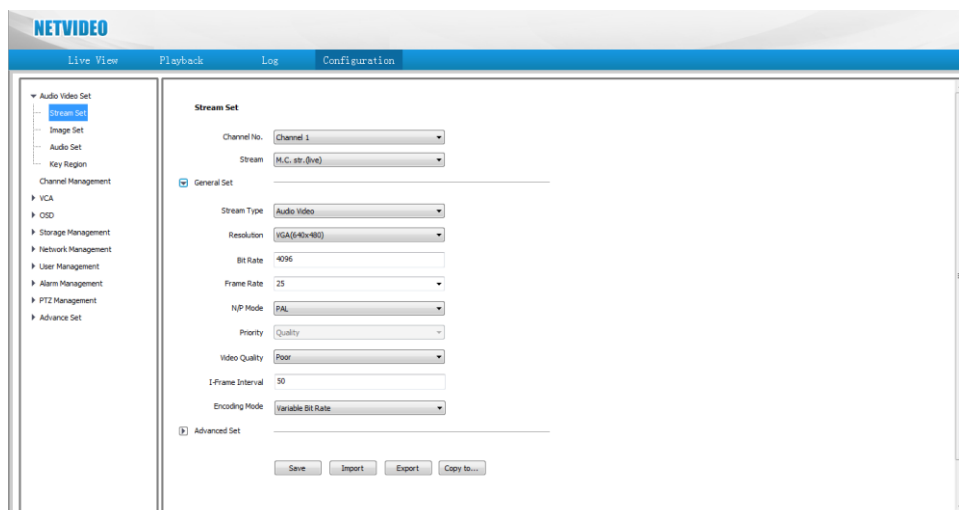 NETVIDEO
Live View Playback Log Configuration
Audio Video Set
Stream Set
Image Set
Audio Set
Key Region
Channel Management
VCA
OSD
Storage Management
Network Management
User Management
Alarm Management
PTZ Management
Advance Set
Stream Set
Channel No. Channel 1
Stream M.C. str.(live)
General Set
Stream Type Audio Video
Resolution VGA(640x480)
Bit Rate 4096
Frame Rate 25
N/P Mode PAL
Priority Quality
Video Quality Poor
I-Frame Interval 50
Encoding Mode Variable Bit Rate
Advanced Set
Save Import Export Copy to...